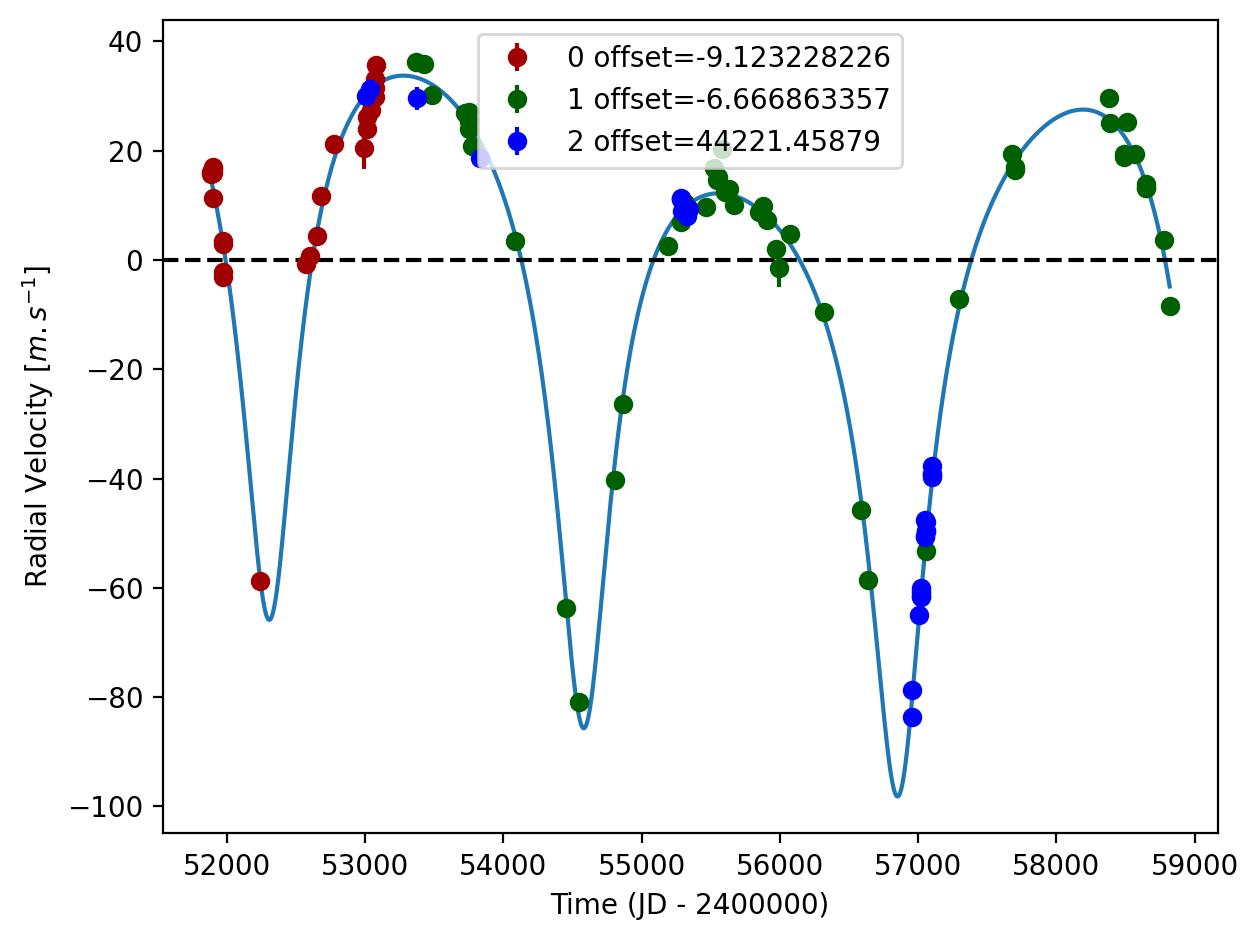 0 offset=-9.123228226
1 offset=-6.666863357
2 offset=44221.45879
40
20
0
−20
−40
−60
−80
−100
Radial Velocity [m.s⁻¹]
52000 53000 54000 55000 56000 57000 58000 59000
Time (JD - 2400000)